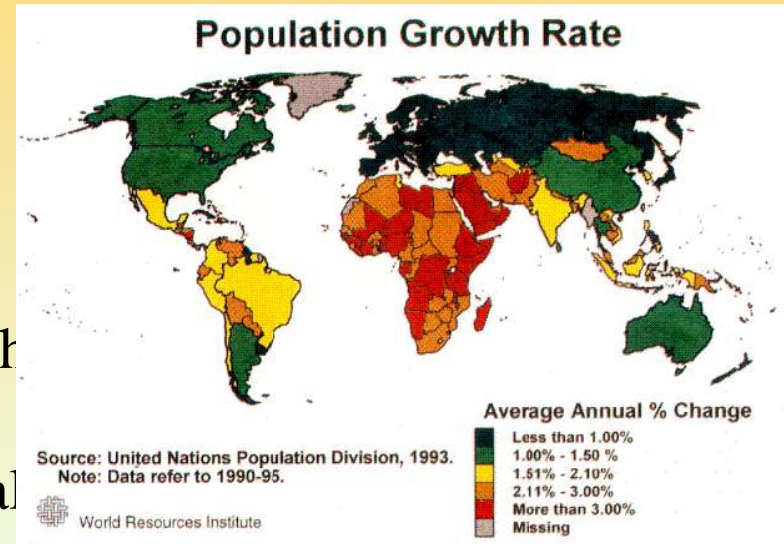 Population Growth Rate
h
al
Average Annual % Change
Less than 1.00%
1.00% - 1.50 %
1.51% - 2.10%
2.11% - 3.00%
More than 3.00%
Missing
Source: United Nations Population Division, 1993.
Note: Data refer to 1990-95.
World Resources Institute